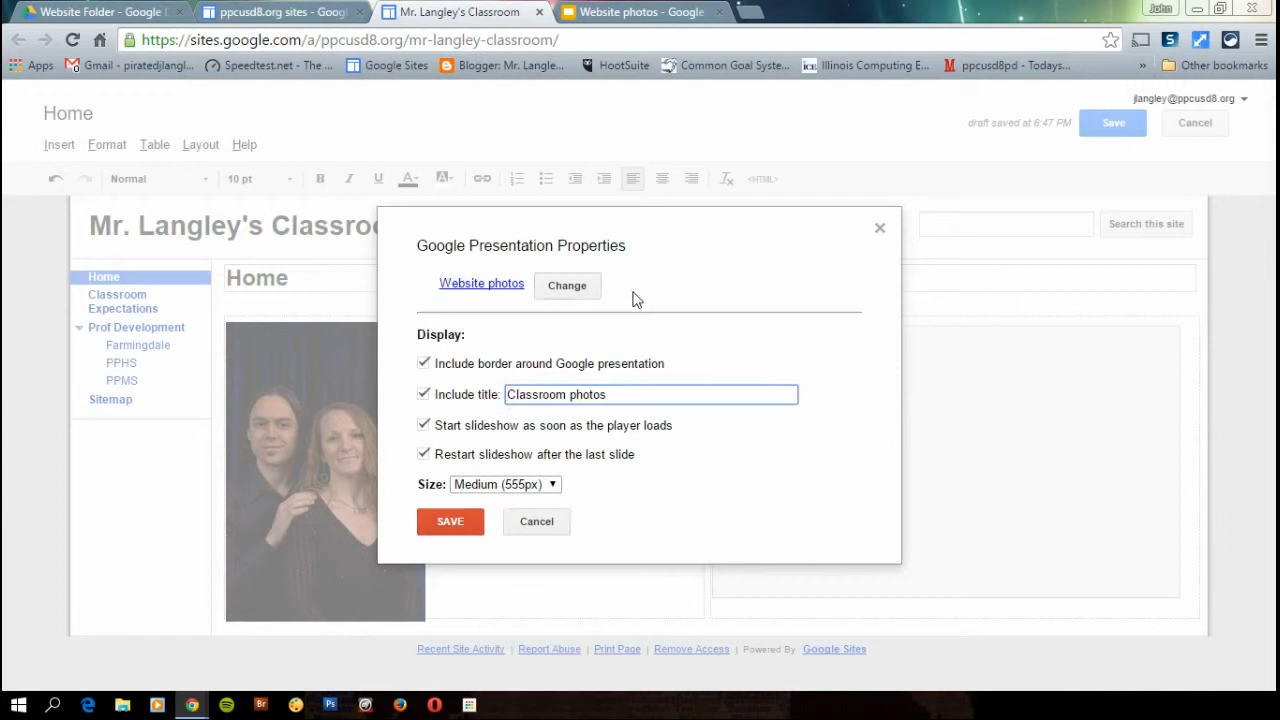 Website Folder - Google
ppcusd8.org sites - Goog
Mr. Langley's Classroom
Website photos - Google
John
https://sites.google.com/a/ppcusd8.org/mr-langley-classroom/
Apps
Gmail - piratedjlangl...
Speedtest.net - The ...
Google Sites
Blogger: Mr. Langle...
HootSuite
Common Goal Syste...
Illinois Computing E...
ppcusd8pd - Todays...
»
Other bookmarks
Home
jlangley@ppcusd8.org
draft saved at 6:47 PM
Save
Cancel
Insert Format Table Layout Help
Normal 10 pt B I U A A <HTML>
Mr. Langley's Classroo
Search this site
Home
Classroom
Expectations
Prof Development
Farmingdale
PPHS
PPMS
Sitemap
Home
Google Presentation Properties
Website photos Change
Display:
Include border around Google presentation
Include title: Classroom photos
Start slideshow as soon as the player loads
Restart slideshow after the last slide
Size: Medium (555px)
SAVE Cancel
Recent Site Activity | Report Abuse | Print Page | Remove Access | Powered By Google Sites
Br
Ps